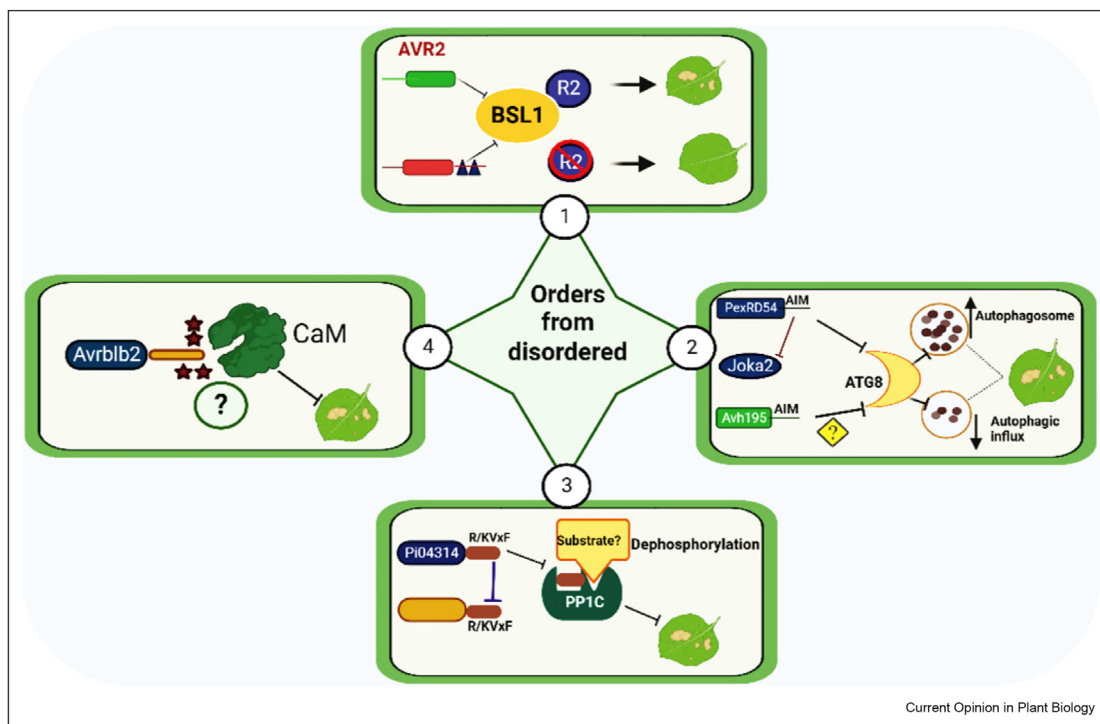 AVR2
R2
BSL1
R2
1
Orders
from
disordered
2
PexRD54
AIM
Joka2
ATG8
Autophagosome
Avh195
AIM
?
Autophagic
influx
3
Pi04314
R/KVxF
R/KVxF
Substrate?
Dephosphorylation
PP1C
4
Avrblb2
CaM
?
Current Opinion in Plant Biology